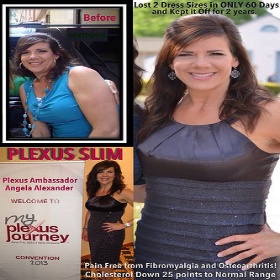 Before
Lost 2 Dress Sizes in ONLY 60 Days
and Kept it Off for 2 years.
PLEXUS SLIM
Plexus Ambassador
Angela Alexander
WELCOME TO
my
plexus
Journey
CONVENTION
2013
Pain Free from Fibromyalgia and Osteoarthritis!
Cholesterol Down 25 points to Normal Range